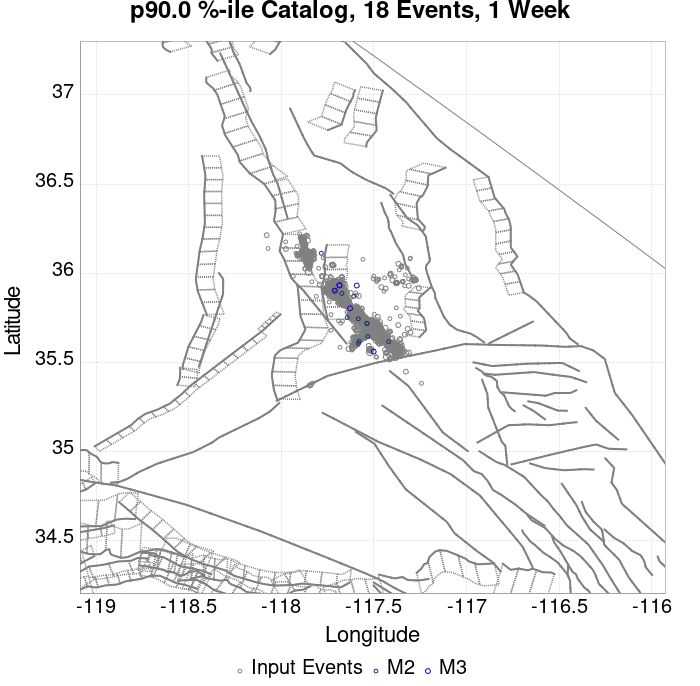 p90.0 %-ile Catalog, 18 Events, 1 Week
37
36.5
36
35.5
35
34.5
Latitude
-119
-118.5
-118
-117.5
-117
-116.5
-116
Longitude
Input Events
M2
M3